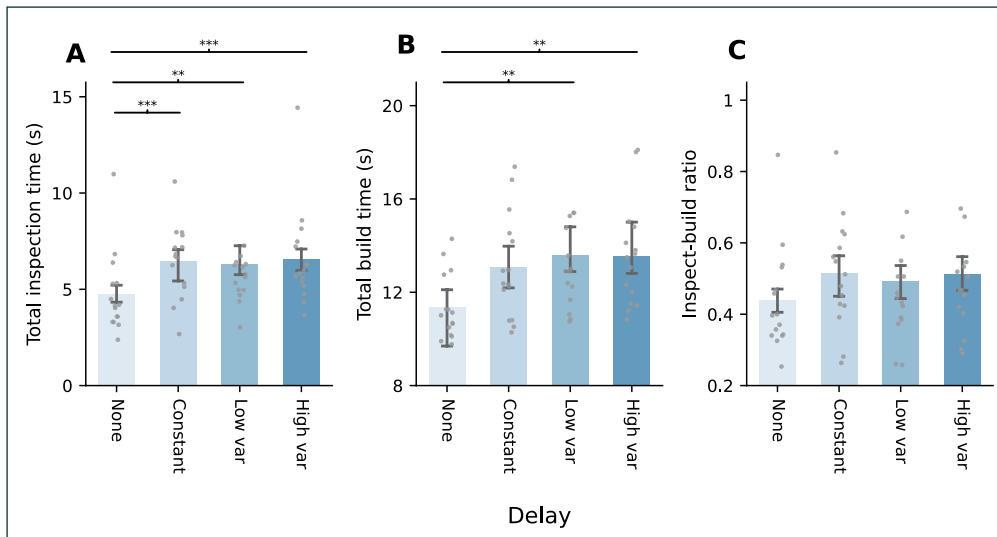 A
B
C
***
**
***
**
**
Total inspection time (s)
15
10
5
0
None
Constant
Low var
High var
Total build time (s)
20
16
12
8
None
Constant
Low var
High var
Inspect-build ratio
1
0.8
0.6
0.4
0.2
None
Constant
Low var
High var
Delay